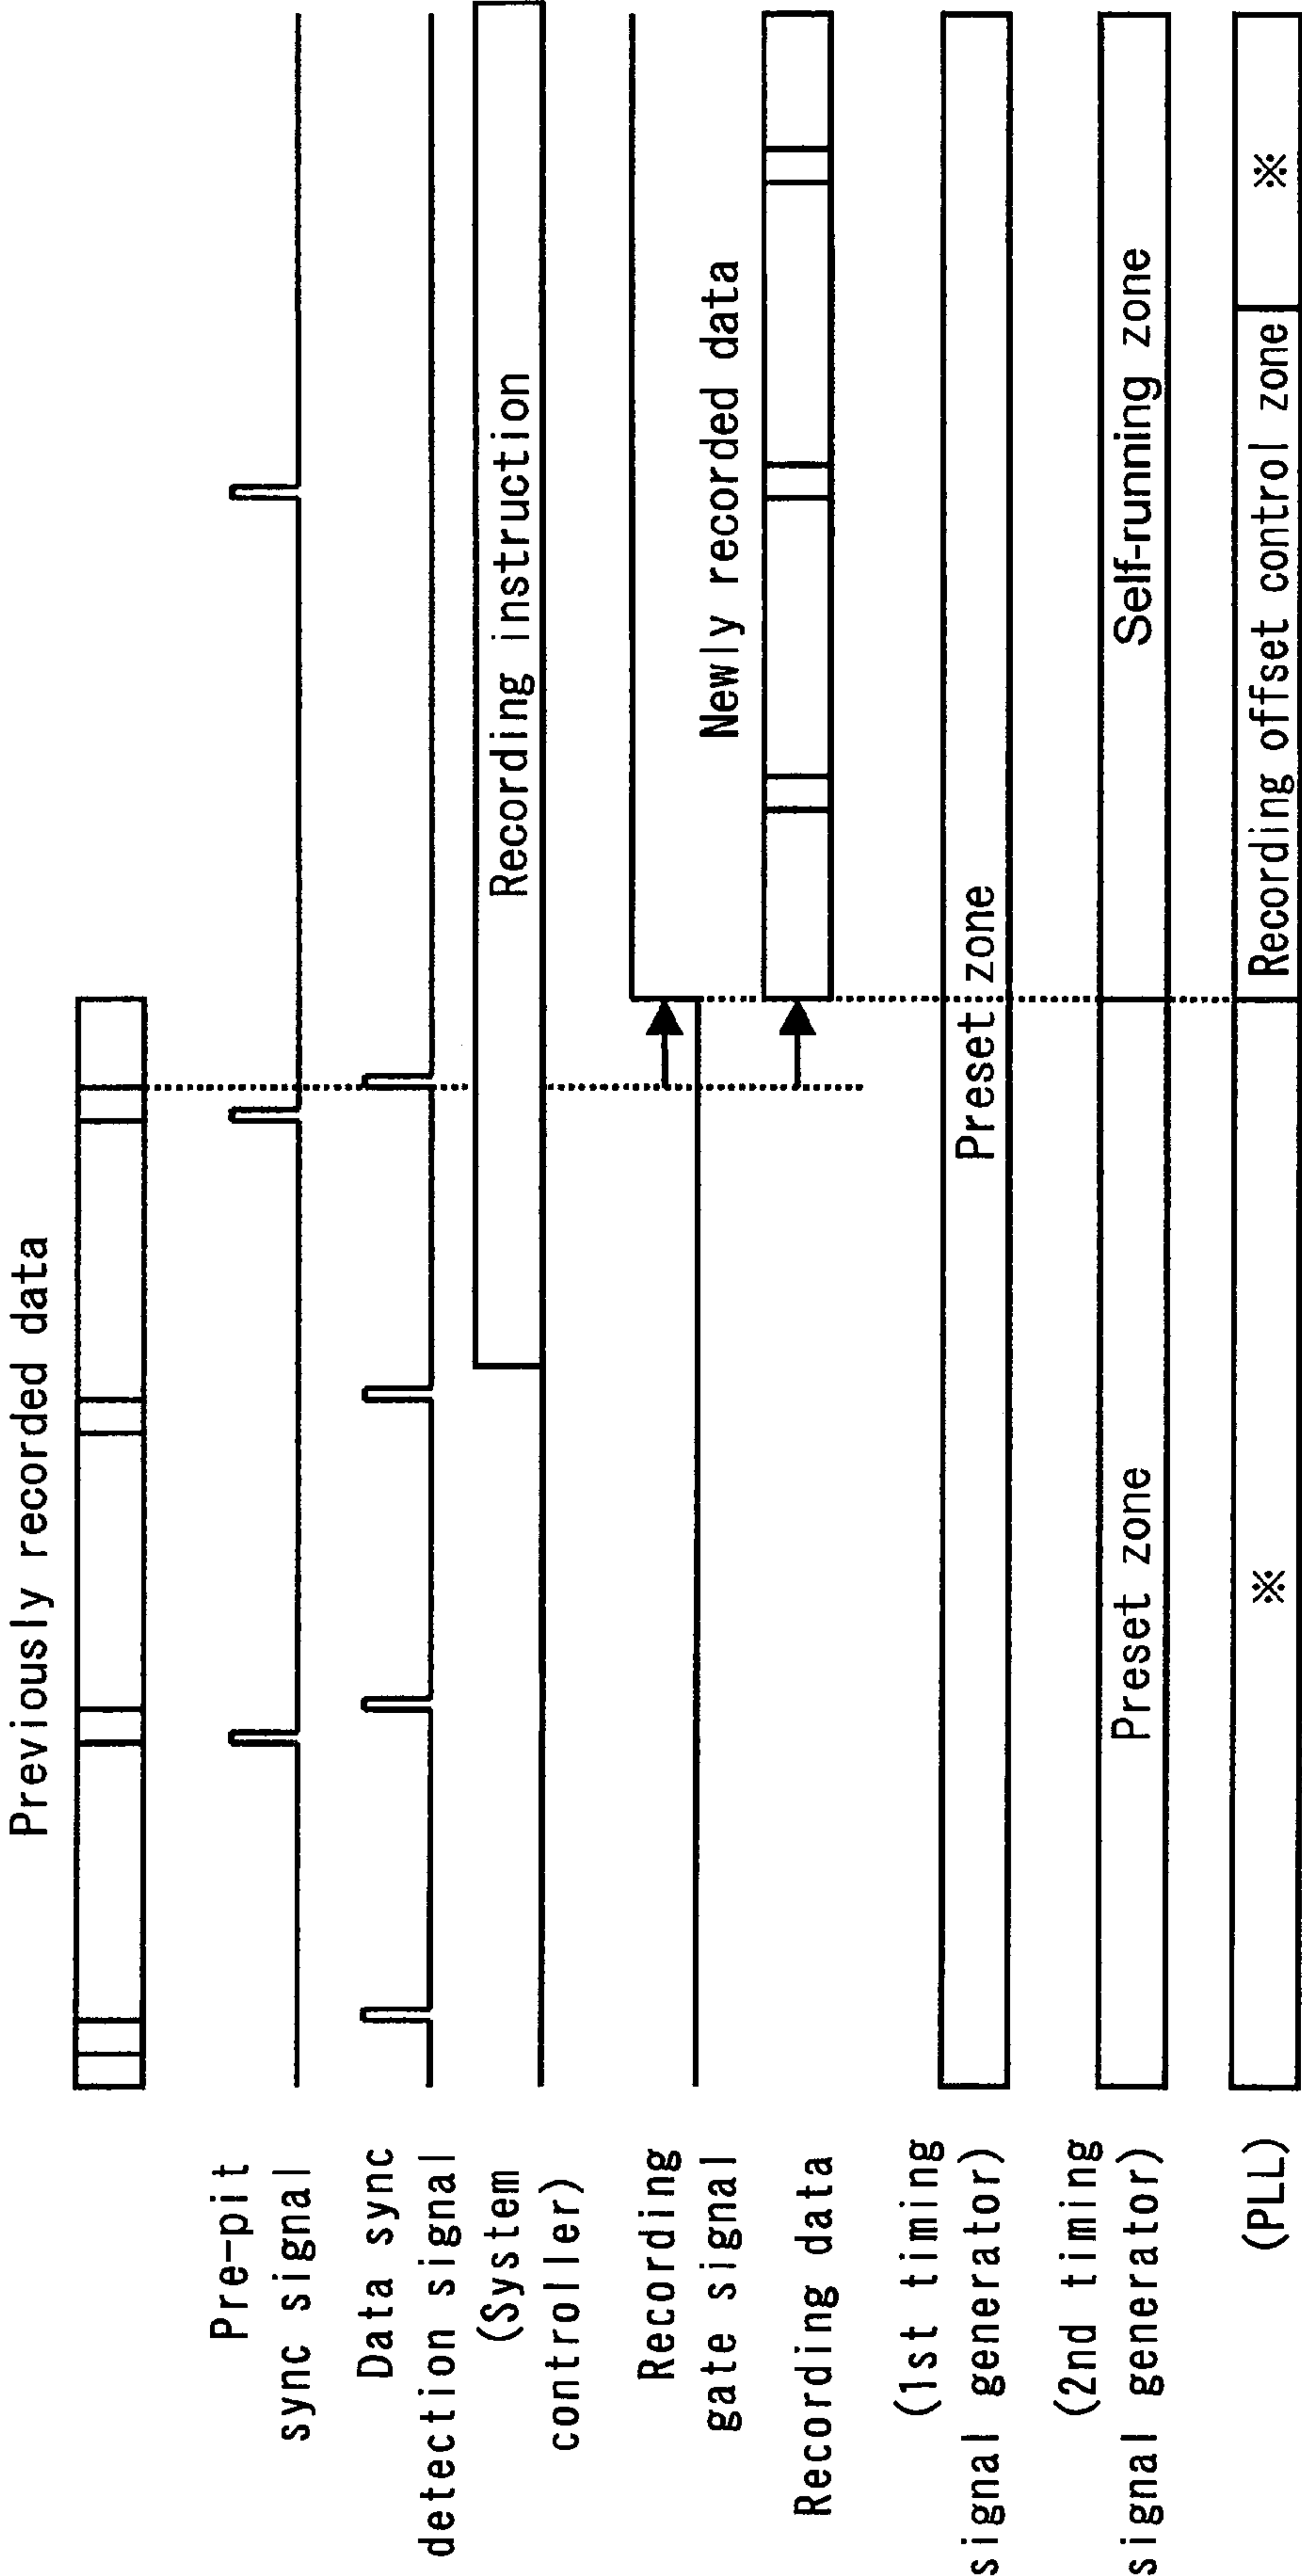 Previously recorded data
Pre-pit
sync signal
Data sync
detection signal
(System
controller)
Recording instruction
Recording
gate signal
Newly recorded data
Recording data
(1st timing
signal generator)
Preset zone
(2nd timing
signal generator)
Preset zone
Self-running zone
(PLL)
※
Recording offset control zone
※